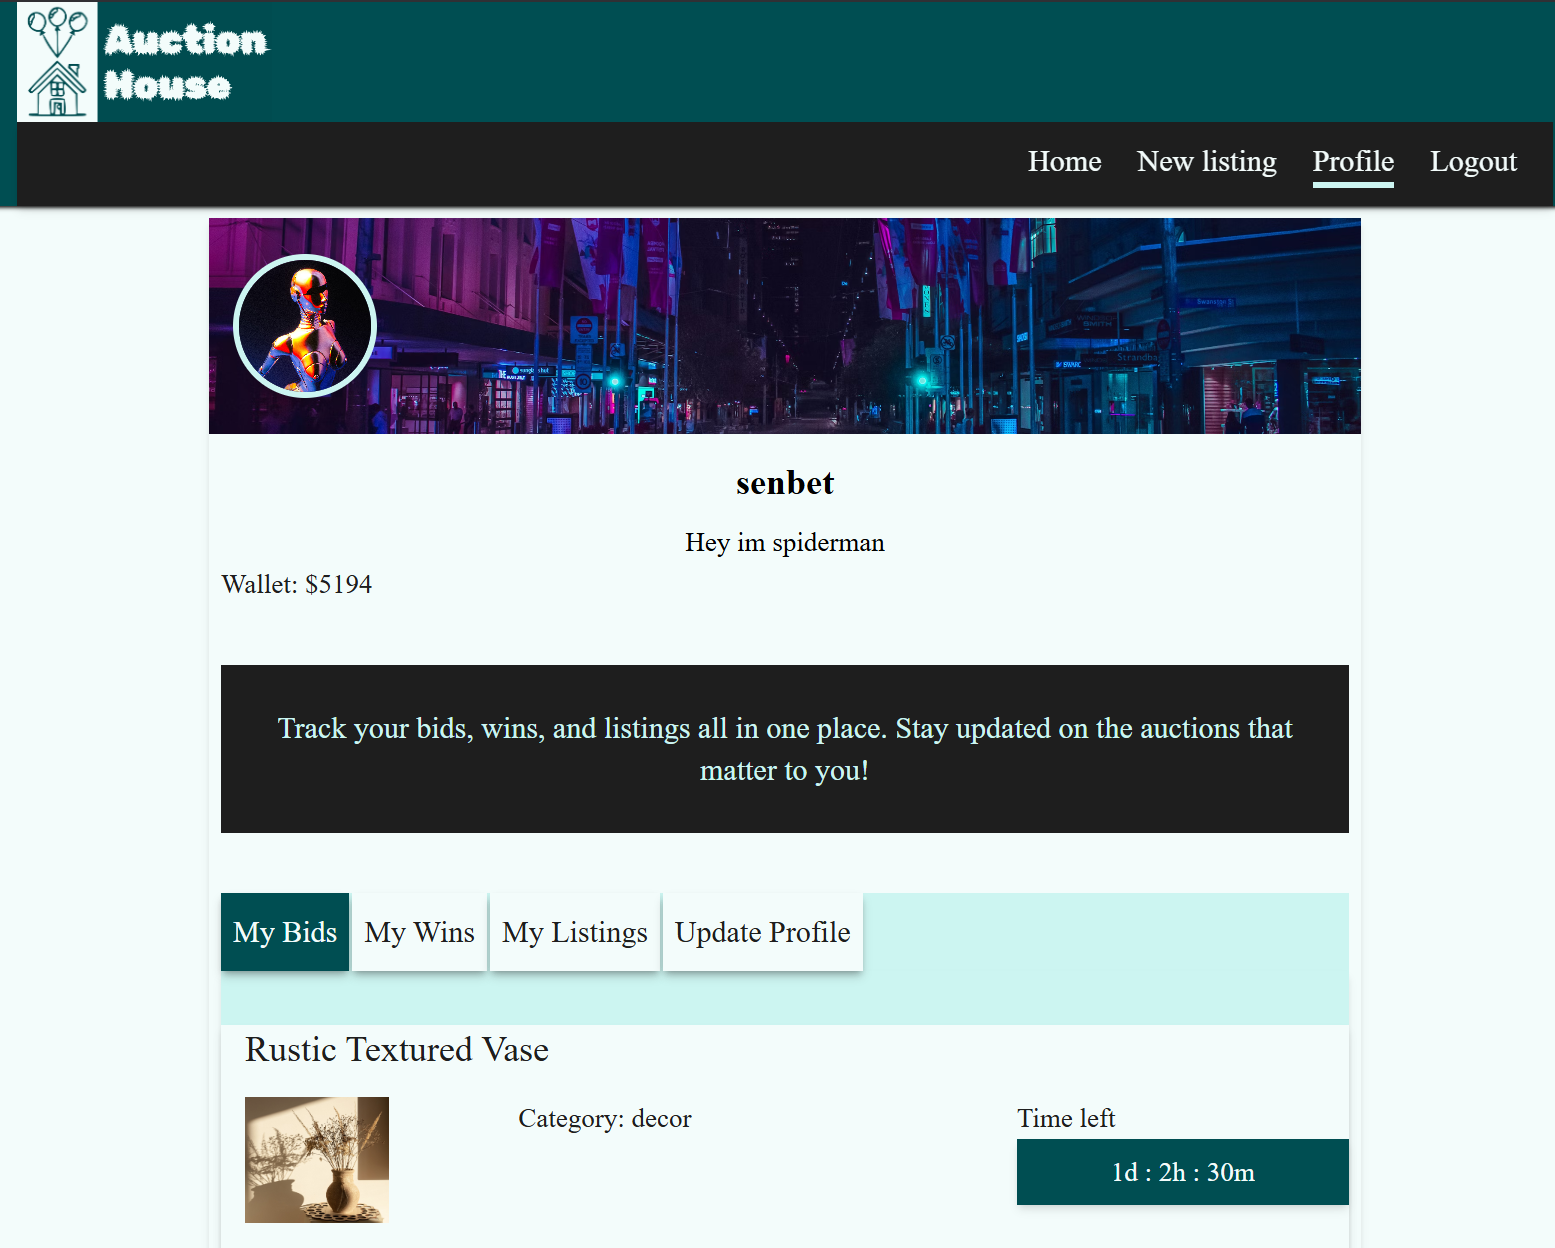 Auction
House
Home New listing Profile Logout
senbet
Hey im spiderman
Wallet: $5194
Track your bids, wins, and listings all in one place. Stay updated on the auctions that
matter to you!
My Bids My Wins My Listings Update Profile
Rustic Textured Vase
Category: decor
Time left
1d : 2h : 30m